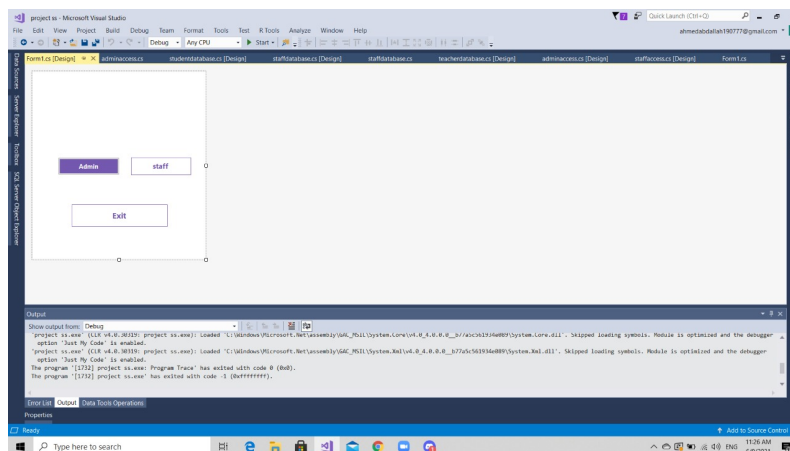 project ss - Microsoft Visual Studio
7
Quick Launch (Ctrl+Q)
File Edit View Project Build Debug Team Format Tools Test R Tools Analyze Window Help
ahmedabdallah190777@gmail.com
Debug Any CPU Start
Form1.cs [Design] adminaccess.cs studentdatabase.cs [Design] staffdatabase.cs [Design] staffdatabase.cs teacherdatabase.cs [Design] adminaccess.cs [Design] staffaccess.cs [Design] Form1.cs
Data Sources
Server Explorer
Toolbox
SQL Server Object Explorer
Admin
staff
Exit
Output
Show output from: Debug
'project ss.exe' (CLR v4.0.30319: project ss.exe): Loaded 'C:\Windows\Microsoft.Net\assembly\GAC_MSIL\System.Core\v4.0_4.0.0.0__b77a5c561934e089\System.Core.dll'. Skipped loading symbols. Module is optimized and the debugger
option 'Just My Code' is enabled.
'project ss.exe' (CLR v4.0.30319: project ss.exe): Loaded 'C:\Windows\Microsoft.Net\assembly\GAC_MSIL\System.Xml\v4.0_4.0.0.0__b77a5c561934e089\System.Xml.dll'. Skipped loading symbols. Module is optimized and the debugger
option 'Just My Code' is enabled.
The program '[1732] project ss.exe: Program Trace' has exited with code 0 (0x0).
The program '[1732] project ss.exe' has exited with code -1 (0xffffffff).
Error List Output Data Tools Operations
Properties
Ready
Add to Source Control
Type here to search
ENG
11:26 AM